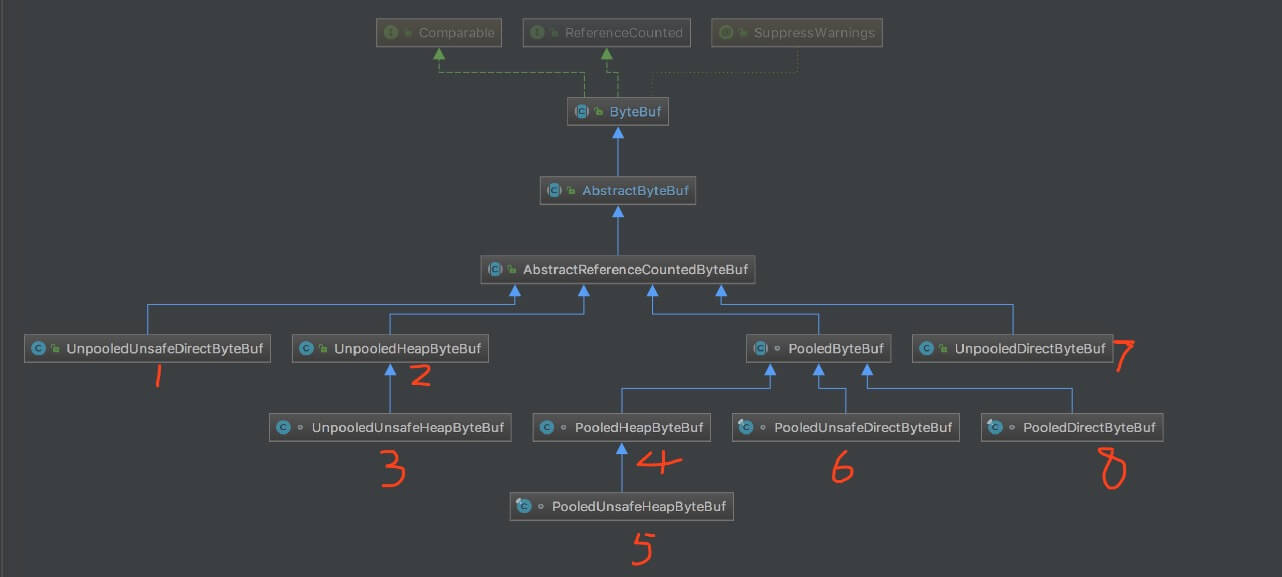 Comparable ReferenceCounted SuppressWarnings
ByteBuf
AbstractByteBuf
AbstractReferenceCountedByteBuf
UnpooledUnsafeDirectByteBuf UnpooledHeapByteBuf PooledByteBuf UnpooledDirectByteBuf 7
1 2
UnpooledUnsafeHeapByteBuf PooledHeapByteBuf PooledUnsafeDirectByteBuf PooledDirectByteBuf
3 4 6 8
PooledUnsafeHeapByteBuf
5